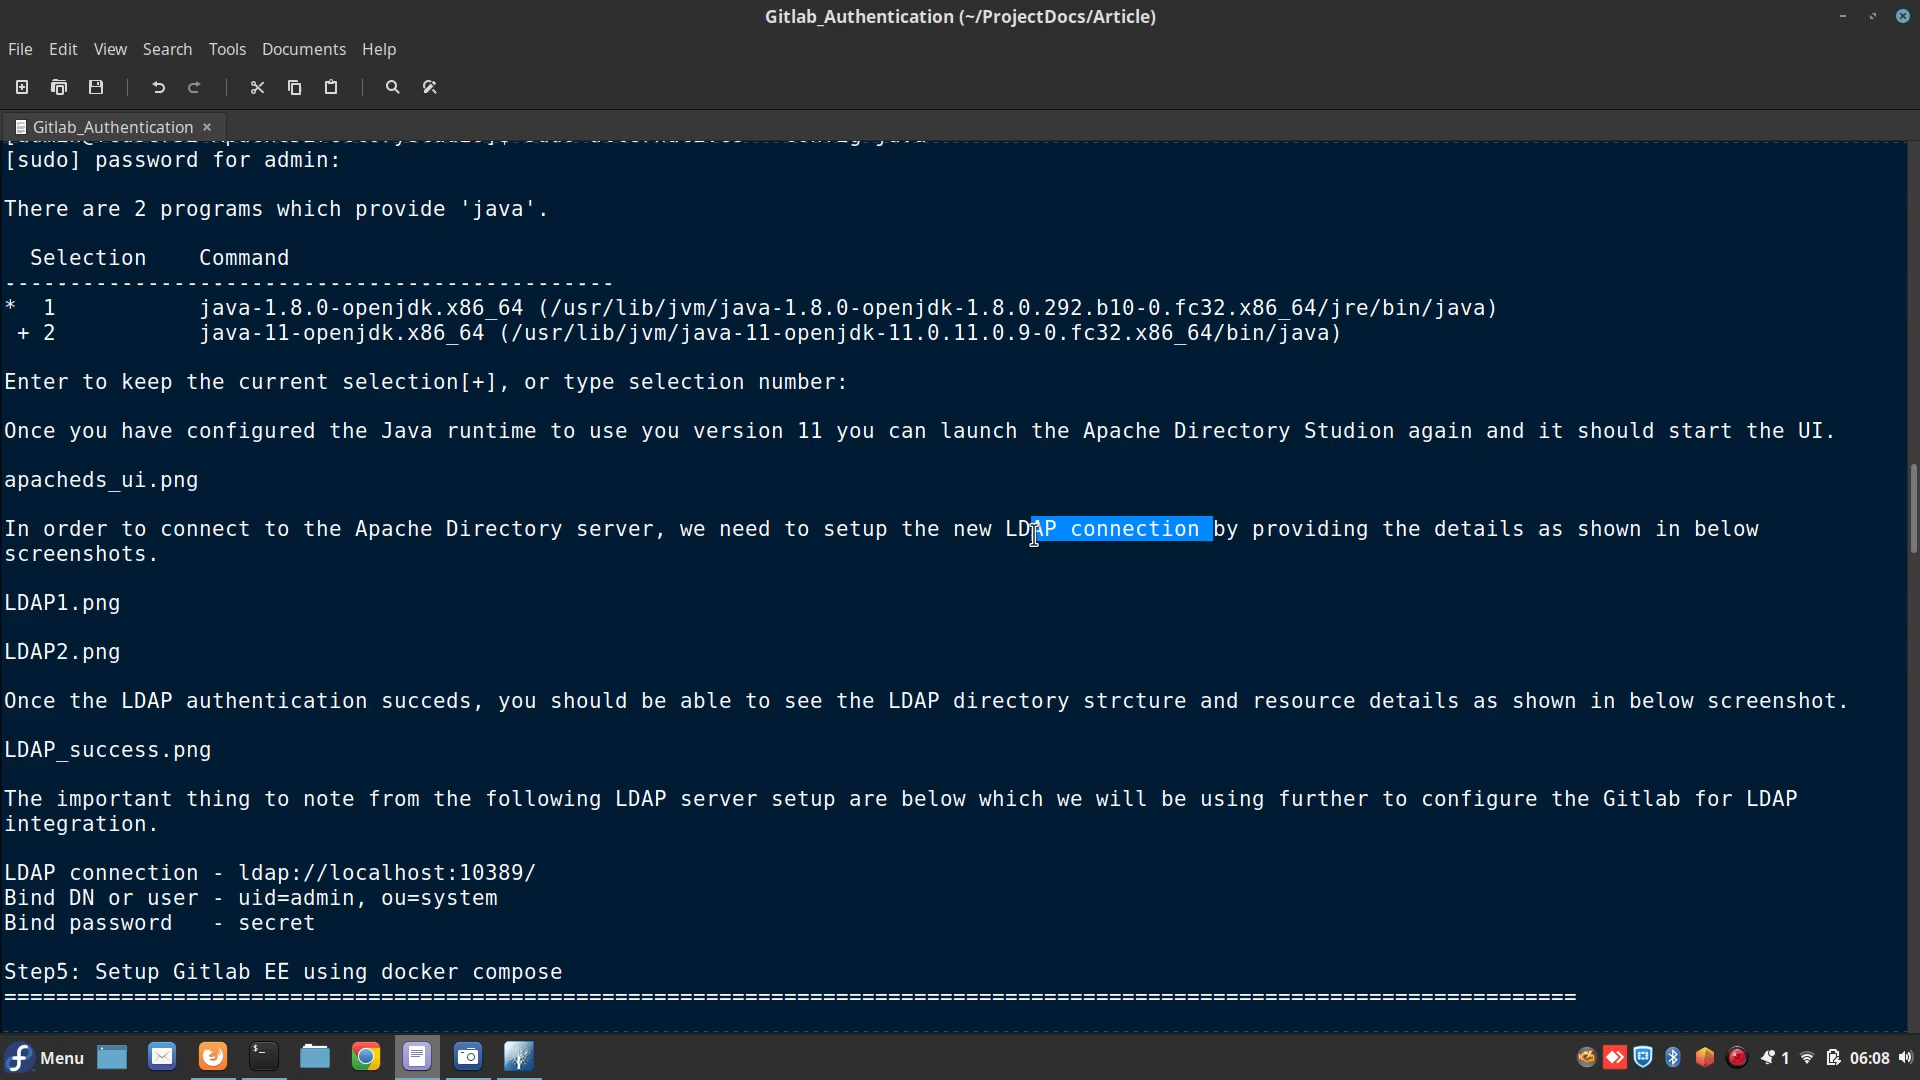 Gitlab_Authentication (~/ProjectDocs/Article)
File Edit View Search Tools Documents Help
Gitlab_Authentication
[sudo] password for admin:
There are 2 programs which provide 'java'.
Selection    Command
-----------------------------------------------
*  1           java-1.8.0-openjdk.x86_64 (/usr/lib/jvm/java-1.8.0-openjdk-1.8.0.292.b10-0.fc32.x86_64/jre/bin/java)
+ 2           java-11-openjdk.x86_64 (/usr/lib/jvm/java-11-openjdk-11.0.11.0.9-0.fc32.x86_64/bin/java)
Enter to keep the current selection[+], or type selection number:
Once you have configured the Java runtime to use you version 11 you can launch the Apache Directory Studion again and it should start the UI.
apacheds_ui.png
In order to connect to the Apache Directory server, we need to setup the new LDAP connection by providing the details as shown in below
screenshots.
LDAP1.png
LDAP2.png
Once the LDAP authentication succeds, you should be able to see the LDAP directory strcture and resource details as shown in below screenshot.
LDAP_success.png
The important thing to note from the following LDAP server setup are below which we will be using further to configure the Gitlab for LDAP
integration.
LDAP connection - ldap://localhost:10389/
Bind DN or user - uid=admin, ou=system
Bind password   - secret
Step5: Setup Gitlab EE using docker compose
=========================================================================================================================
Menu 1 06:08